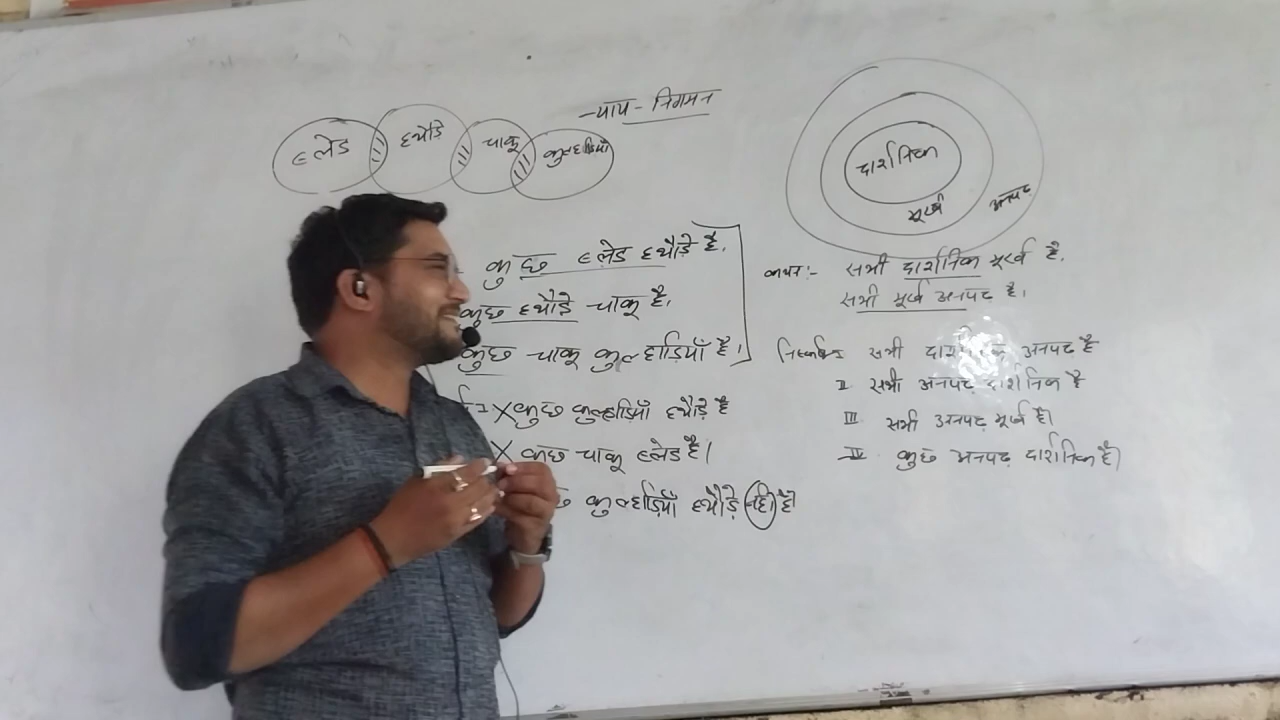 न्याय - निगमन
ब्लेड हथौड़े चाकू कुल्हाड़ियाँ
कुछ ब्लेड हथौड़े है.
कुछ हथौड़े चाकू है.
कुछ चाकू कुल्हाड़ियाँ है।
I X कुछ कुल्हाड़ियाँ हथौड़े है
X कुछ चाकू ब्लेड है।
कुल्हाड़ियाँ हथौड़े नही है।
दार्शनिक
मूर्ख
अनपढ़
कथन:- सभी दार्शनिक मूर्ख है.
सभी मूर्ख अनपढ़ है।
निष्कर्ष I सभी दार्शनिक अनपढ़ है
II सभी अनपढ़ दार्शनिक है
III सभी अनपढ़ मूर्ख है।
IV कुछ अनपढ़ दार्शनिक है।